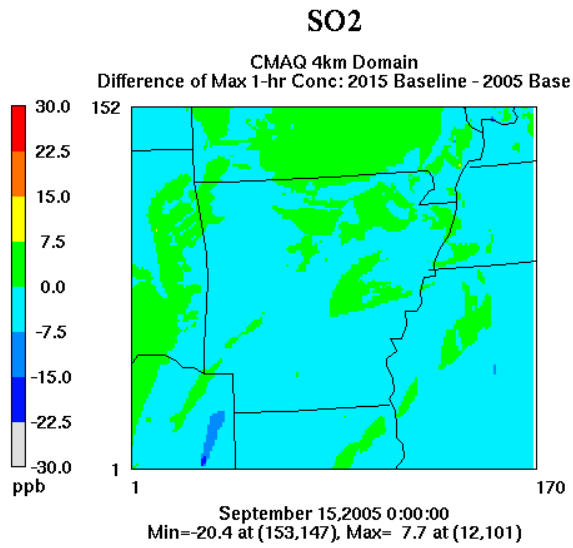 SO2
CMAQ 4km Domain
Difference of Max 1-hr Conc: 2015 Baseline - 2005 Base
30.0
22.5
15.0
7.5
0.0
-7.5
-15.0
-22.5
-30.0
ppb
152
1
1
170
September 15,2005 0:00:00
Min=-20.4 at (153,147), Max= 7.7 at (12,101)